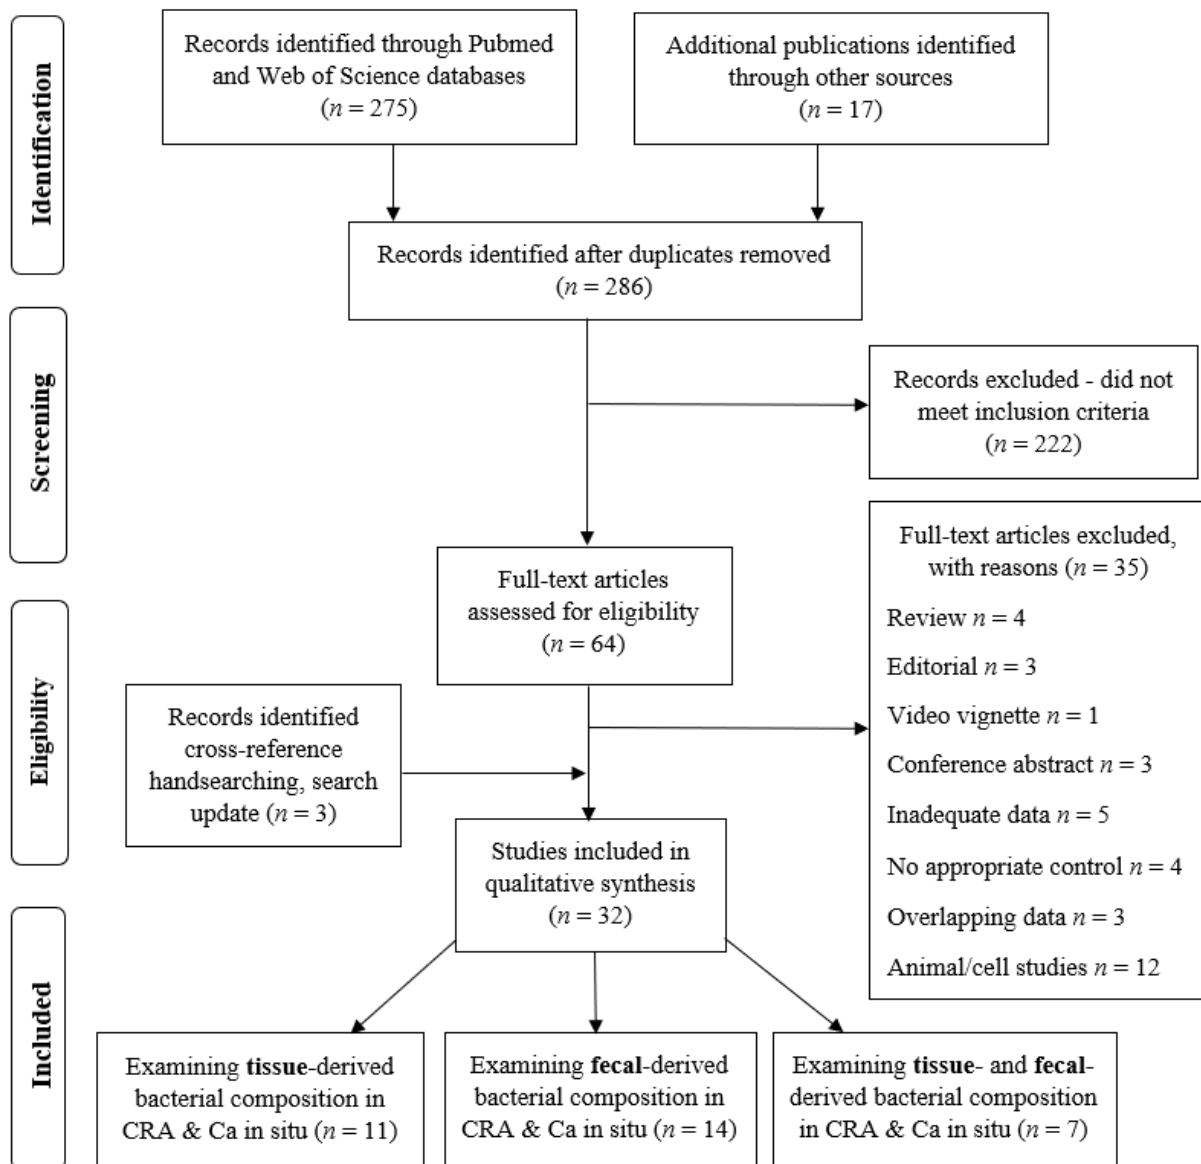 Identification
Records identified through Pubmed
and Web of Science databases
(n = 275)
Additional publications identified
through other sources
(n = 17)
Records identified after duplicates removed
(n = 286)
Screening
Records excluded - did not
meet inclusion criteria
(n = 222)
Full-text articles
assessed for eligibility
(n = 64)
Eligibility
Full-text articles excluded,
with reasons (n = 35)
Review n = 4
Editorial n = 3
Video vignette n = 1
Conference abstract n = 3
Inadequate data n = 5
No appropriate control n = 4
Overlapping data n = 3
Animal/cell studies n = 12
Records identified
cross-reference
handsearching, search
update (n = 3)
Studies included in
qualitative synthesis
(n = 32)
Included
Examining tissue-derived
bacterial composition in
CRA & Ca in situ (n = 11)
Examining fecal-derived
bacterial composition in
CRA & Ca in situ (n = 14)
Examining tissue- and fecal-
derived bacterial composition
in CRA & Ca in situ (n = 7)